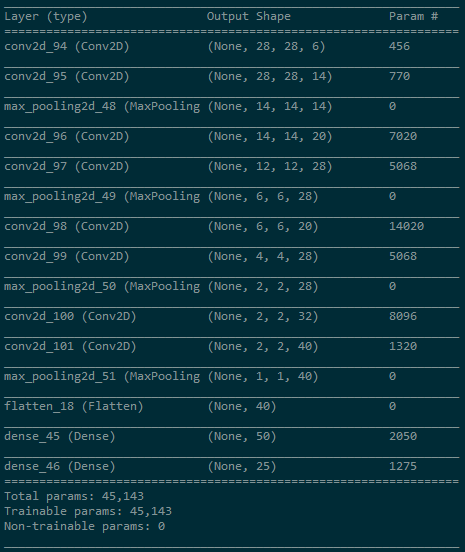 Layer (type) Output Shape Param #
=================================================================
conv2d_94 (Conv2D) (None, 28, 28, 6) 456
conv2d_95 (Conv2D) (None, 28, 28, 14) 770
max_pooling2d_48 (MaxPooling (None, 14, 14, 14) 0
conv2d_96 (Conv2D) (None, 14, 14, 20) 7020
conv2d_97 (Conv2D) (None, 12, 12, 28) 5068
max_pooling2d_49 (MaxPooling (None, 6, 6, 28) 0
conv2d_98 (Conv2D) (None, 6, 6, 20) 14020
conv2d_99 (Conv2D) (None, 4, 4, 28) 5068
max_pooling2d_50 (MaxPooling (None, 2, 2, 28) 0
conv2d_100 (Conv2D) (None, 2, 2, 32) 8096
conv2d_101 (Conv2D) (None, 2, 2, 40) 1320
max_pooling2d_51 (MaxPooling (None, 1, 1, 40) 0
flatten_18 (Flatten) (None, 40) 0
dense_45 (Dense) (None, 50) 2050
dense_46 (Dense) (None, 25) 1275
=================================================================
Total params: 45,143
Trainable params: 45,143
Non-trainable params: 0